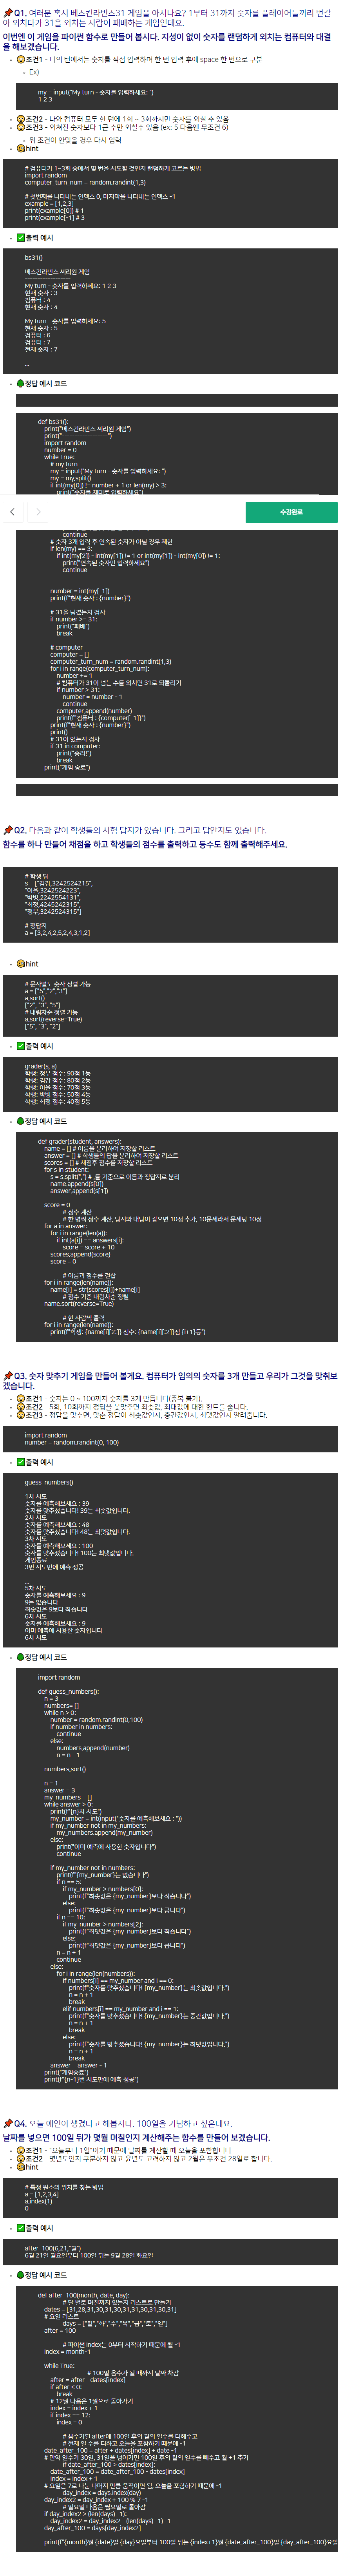 📌Q1. 여러분 혹시 베스킨라빈스31 게임을 아시나요? 1부터 31까지 숫자를 플레이어들끼리 번갈
아 외치다가 31을 외치는 사람이 패배하는 게임인데요.
이번엔 이 게임을 파이썬 함수로 만들어 봅시다. 지성이 없이 숫자를 랜덤하게 외치는 컴퓨터와 대결
을 해보겠습니다.
조건1 - 나의 턴에서는 숫자를 직접 입력하며 한 번 입력 후에 space 한 번으로 구분
Ex)
my = input("My turn - 숫자를 입력하세요: ")
1 2 3
조건2 - 나와 컴퓨터 모두 한 턴에 1회 ~ 3회까지만 숫자를 외칠 수 있음
조건3 - 외쳐진 숫자보다 1큰 수만 외칠수 있음 (ex: 5 다음엔 무조건 6)
위 조건이 안맞을 경우 다시 입력
hint
# 컴퓨터가 1~3회 중에서 몇 번을 시도할 것인지 랜덤하게 고르는 방법
import random
computer_turn_num = random.randint(1,3)
# 첫번째를 나타내는 인덱스 0, 마지막을 나타내는 인덱스 -1
example = [1,2,3]
print(example[0]) # 1
print(example[-1] # 3
✅출력 예시
bs31()
베스킨라빈스 써리원 게임
My turn - 숫자를 입력하세요: 1 2 3
현재 숫자 : 3
컴퓨터 : 4
현재 숫자 : 4
My turn - 숫자를 입력하세요: 5
현재 숫자 : 5
컴퓨터 : 6
컴퓨터 : 7
현재 숫자 : 7
...
정답 예시 코드
def bs31():
print("베스킨라빈스 써리원 게임")
import random
number = 0
while True:
# my turn
my = input("My turn - 숫자를 입력하세요: ")
my = my.split()
if int(my[0]) != number + 1 or len(my) > 3:
print("숫자를 제대로 입력하세요")
수강완료
continue
# 숫자 3개 입력 후 연속된 숫자가 아닐 경우 제한
if len(my) == 3:
if int(my[2]) - int(my[1]) != 1 or int(my[1]) - int(my[0]) != 1:
print("연속된 숫자만 입력하세요")
continue
number = int(my[-1])
print(f"현재 숫자 : {number}")
# 31을 넘겼는지 검사
if number >= 31:
print("패배")
break
# computer
computer = []
computer_turn_num = random.randint(1,3)
for i in range(computer_turn_num):
number += 1
# 컴퓨터가 31이 넘는 수를 외치면 31로 되돌리기
if number > 31:
number = number - 1
continue
computer.append(number)
print(f"컴퓨터 : {computer[-1]}")
print(f"현재 숫자 : {number}")
print()
# 31이 있는지 검사
if 31 in computer:
print("승리!")
break
print("게임 종료")
📌Q2. 다음과 같이 학생들의 시험 답지가 있습니다. 그리고 답안지도 있습니다.
함수를 하나 만들어 채점을 하고 학생들의 점수를 출력하고 등수도 함께 출력해주세요.
# 학생 답
s = ["김갑,3242524215",
"이을,3242524223",
"박병,2242554131",
"최정,4245242315",
"정무,3242524315"]
# 정답지
a = [3,2,4,2,5,2,4,3,1,2]
hint
# 문자열도 숫자 정렬 가능
a = ["5","2","3"]
a.sort()
["2", "3", "5"]
# 내림차순 정렬 가능
a.sort(reverse=True)
["5", "3", "2"]
✅출력 예시
grader(s, a)
학생: 정무 점수: 90점 1등
학생: 김갑 점수: 80점 2등
학생: 이을 점수: 70점 3등
학생: 박병 점수: 50점 4등
학생: 최정 점수: 40점 5등
정답 예시 코드
def grader(student, answers):
name = [] # 이름을 분리하여 저장할 리스트
answer = [] # 학생들의 답을 분리하여 저장할 리스트
scores = [] # 채점후 점수를 저장할 리스트
for s in student:
s = s.split(",") # ,를 기준으로 이름과 정답지로 분리
name.append(s[0])
answer.append(s[1])
score = 0
# 점수 계산
# 한 명씩 점수 계산, 답지와 내답이 같으면 10점 추가, 10문제라서 문제당 10점
for a in answer:
for i in range(len(a)):
if int(a[i]) == answers[i]:
score = score + 10
scores.append(score)
score = 0
# 이름과 점수를 결합
for i in range(len(name)):
name[i] = str(scores[i])+name[i]
# 점수 기준 내림차순 정렬
name.sort(reverse=True)
# 한 사람씩 출력
for i in range(len(name)):
print(f"학생: {name[i][2:]} 점수: {name[i][:2]}점 {i+1}등")
📌Q3. 숫자 맞추기 게임을 만들어 볼게요. 컴퓨터가 임의의 숫자를 3개 만들고 우리가 그것을 맞춰보
겠습니다.
조건1 - 숫자는 0 ~ 100까지 숫자를 3개 만듭니다(중복 불가).
조건2 - 5회, 10회까지 정답을 못맞추면 최솟값, 최대값에 대한 힌트를 줍니다.
조건3 - 정답을 맞추면, 맞춘 정답이 최솟값인지, 중간값인지, 최댓값인지 알려줍니다.
import random
number = random.randint(0, 100)
✅출력 예시
guess_numbers()
1차 시도
숫자를 예측해보세요 : 39
숫자를 맞추셨습니다! 39는 최솟값입니다.
2차 시도
숫자를 예측해보세요 : 48
숫자를 맞추셨습니다! 48는 최댓값입니다.
3차 시도
숫자를 예측해보세요 : 100
숫자를 맞추셨습니다! 100는 최댓값입니다.
게임종료
3번 시도만에 예측 성공
...
5차 시도
숫자를 예측해보세요 : 9
9는 없습니다
최솟값은 9보다 작습니다
6차 시도
숫자를 예측해보세요 : 9
이미 예측에 사용한 숫자입니다
6차 시도
정답 예시 코드
import random
def guess_numbers():
n = 3
numbers= []
while n > 0:
number = random.randint(0,100)
if number in numbers:
continue
else:
numbers.append(number)
n = n - 1
numbers.sort()
n = 1
answer = 3
my_numbers = []
while answer > 0:
print(f"{n}차 시도")
my_number = int(input("숫자를 예측해보세요 : "))
if my_number not in my_numbers:
my_numbers.append(my_number)
else:
print("이미 예측에 사용한 숫자입니다")
continue
if my_number not in numbers:
print(f"{my_number}는 없습니다")
if n == 5:
if my_number > numbers[0]:
print(f"최솟값은 {my_number}보다 작습니다")
else:
print(f"최솟값은 {my_number}보다 큽니다")
if n == 10:
if my_number > numbers[2]:
print(f"최댓값은 {my_number}보다 작습니다")
else:
print(f"최댓값은 {my_number}보다 큽니다")
n = n + 1
continue
else:
for i in range(len(numbers)):
if numbers[i] == my_number and i == 0:
print(f"숫자를 맞추셨습니다! {my_number}는 최솟값입니다.")
n = n + 1
break
elif numbers[i] == my_number and i == 1:
print(f"숫자를 맞추셨습니다! {my_number}는 중간값입니다.")
n = n + 1
break
else:
print(f"숫자를 맞추셨습니다! {my_number}는 최댓값입니다.")
n = n + 1
break
answer = answer - 1
print("게임종료")
print(f"{n-1}번 시도만에 예측 성공")
📌Q4. 오늘 애인이 생겼다고 해봅시다. 100일을 기념하고 싶은데요.
날짜를 넣으면 100일 뒤가 몇월 며칠인지 계산해주는 함수를 만들어 보겠습니다.
조건1 - "오늘부터 1일"이기 때문에 날짜를 계산할 때 오늘을 포함합니다
조건2 - 몇년도인지 구분하지 않고 윤년도 고려하지 않고 2월은 무조건 28일로 합니다.
hint
# 특정 원소의 위치를 찾는 방법
a = [1,2,3,4]
a.index(1)
0
✅출력 예시
after_100(6,21,"월")
6월 21일 월요일부터 100일 뒤는 9월 28일 화요일
정답 예시 코드
def after_100(month, date, day):
# 달 별로 며칠까지 있는지 리스트로 만들기
dates = [31,28,31,30,31,30,31,31,30,31,30,31]
# 요일 리스트
days = ["월","화","수","목","금","토","일"]
after = 100
# 파이썬 index는 0부터 시작하기 때문에 월 -1
index = month-1
while True:
# 100일 음수가 될 때까지 날짜 차감
after = after - dates[index]
if after < 0:
break
# 12월 다음은 1월으로 돌아가기
index = index + 1
if index == 12:
index = 0
# 음수가된 after에 100일 후의 월의 일수를 더해주고
# 현재 일 수를 더하고 오늘을 포함하기 때문에 -1
date_after_100 = after + dates[index] + date -1
# 만약 일수가 30일, 31일을 넘어가면 100일 후의 월의 일수를 빼주고 월 +1 추가
if date_after_100 > dates[index]:
date_after_100 = date_after_100 - dates[index]
index = index + 1
# 요일은 7로 나눈 나머지 만큼 움직이면 됨, 오늘을 포함하기 때문에 -1
day_index = days.index(day)
day_index2 = day_index + 100 % 7 -1
# 일요일 다음은 월요일로 돌아감
if day_index2 > (len(days) -1):
day_index2 = day_index2 - (len(days) -1) -1
day_after_100 = days[day_index2]
print(f"{month}월 {date}일 {day}요일부터 100일 뒤는 {index+1}월 {date_after_100}일 {day_after_100}요일